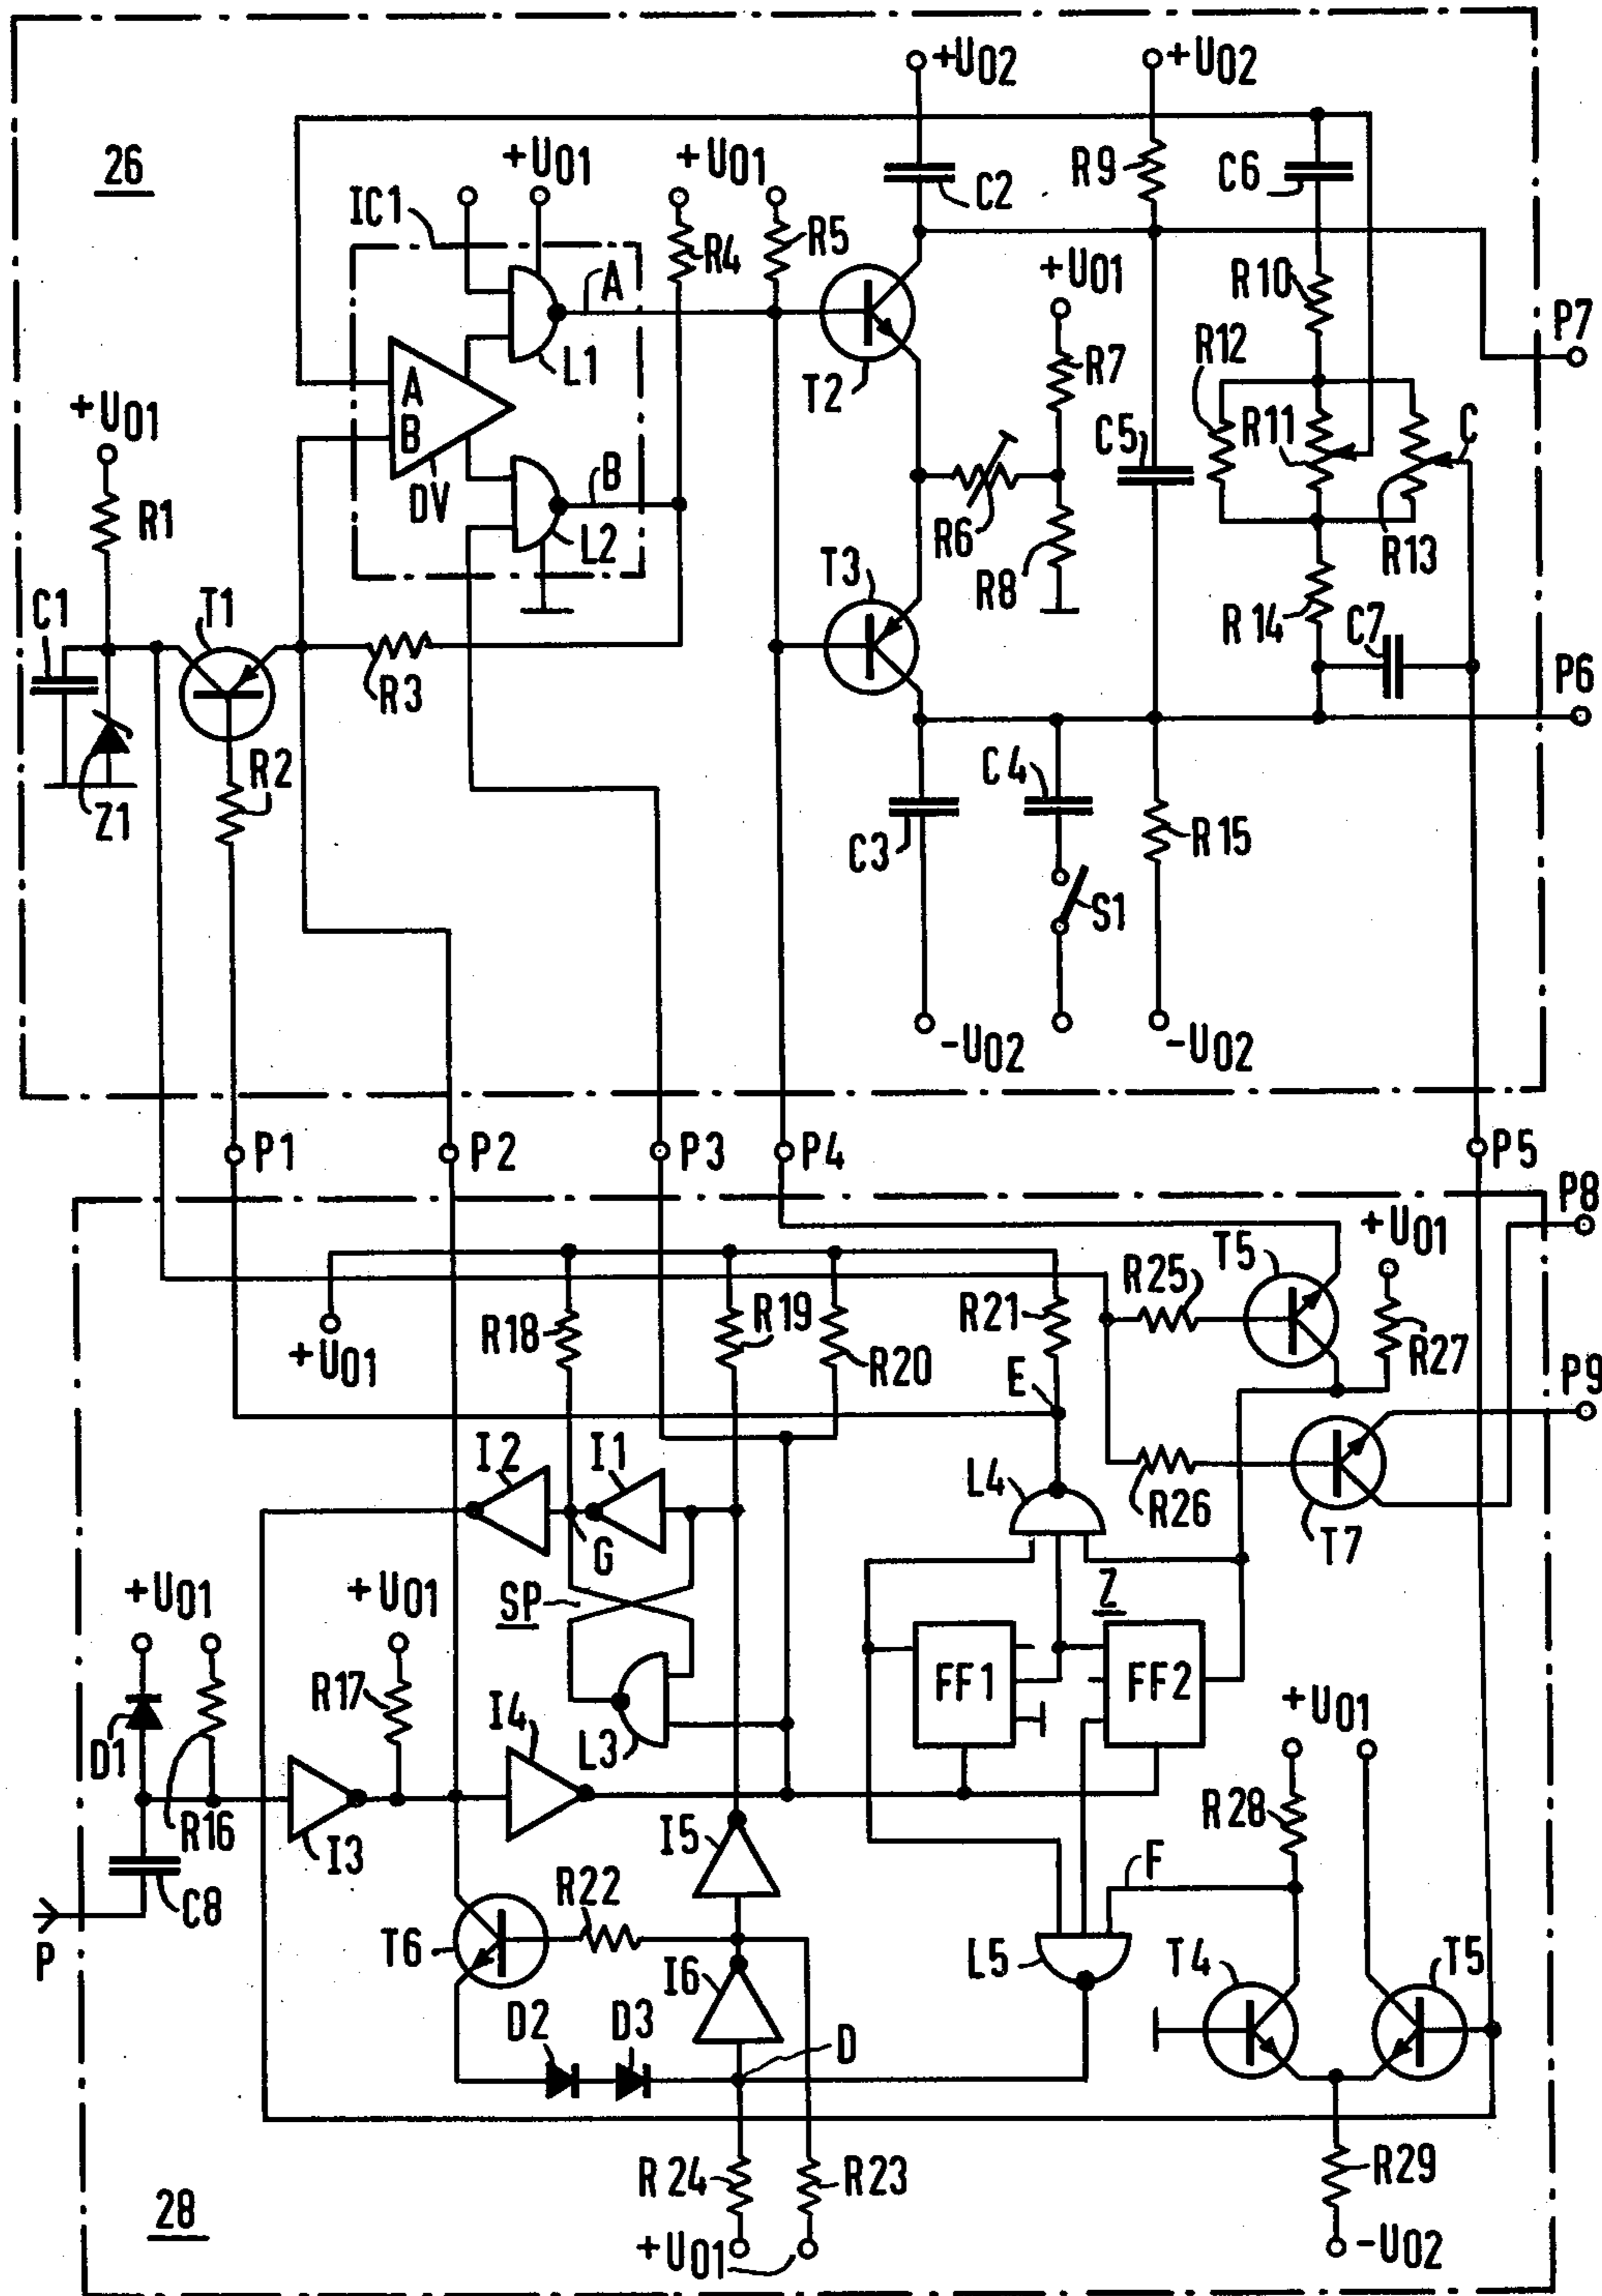 +U02 +U02
26
+U01 +U01 R9 C6
IC1 C2
R4 R5
A +U01 R10
P7
R12
L1 R7
A T2
+U01 B C5 R11 C
B
R1 DV R6
L2 R13
T3 R8
C1 T1 R14 C7
R3 P6
R2 C4
Z1
C3 R15
S1
-U02 -U02
P1 P2 P3 P4 P5
P8
+U01
T5
R25
R18 R19 R21
+U01 R20 R27
E P9
I2 I1
L4
R26
G T7
+U01 +U01 SP Z
R17 FF1 FF2
I4 +U01
D1 L3
R16 R28
I3 I5
C8 R22 F
P T6 L5 T4 T5
I6
D2 D3 D
R24 R23 R29
28
+U01 -U02